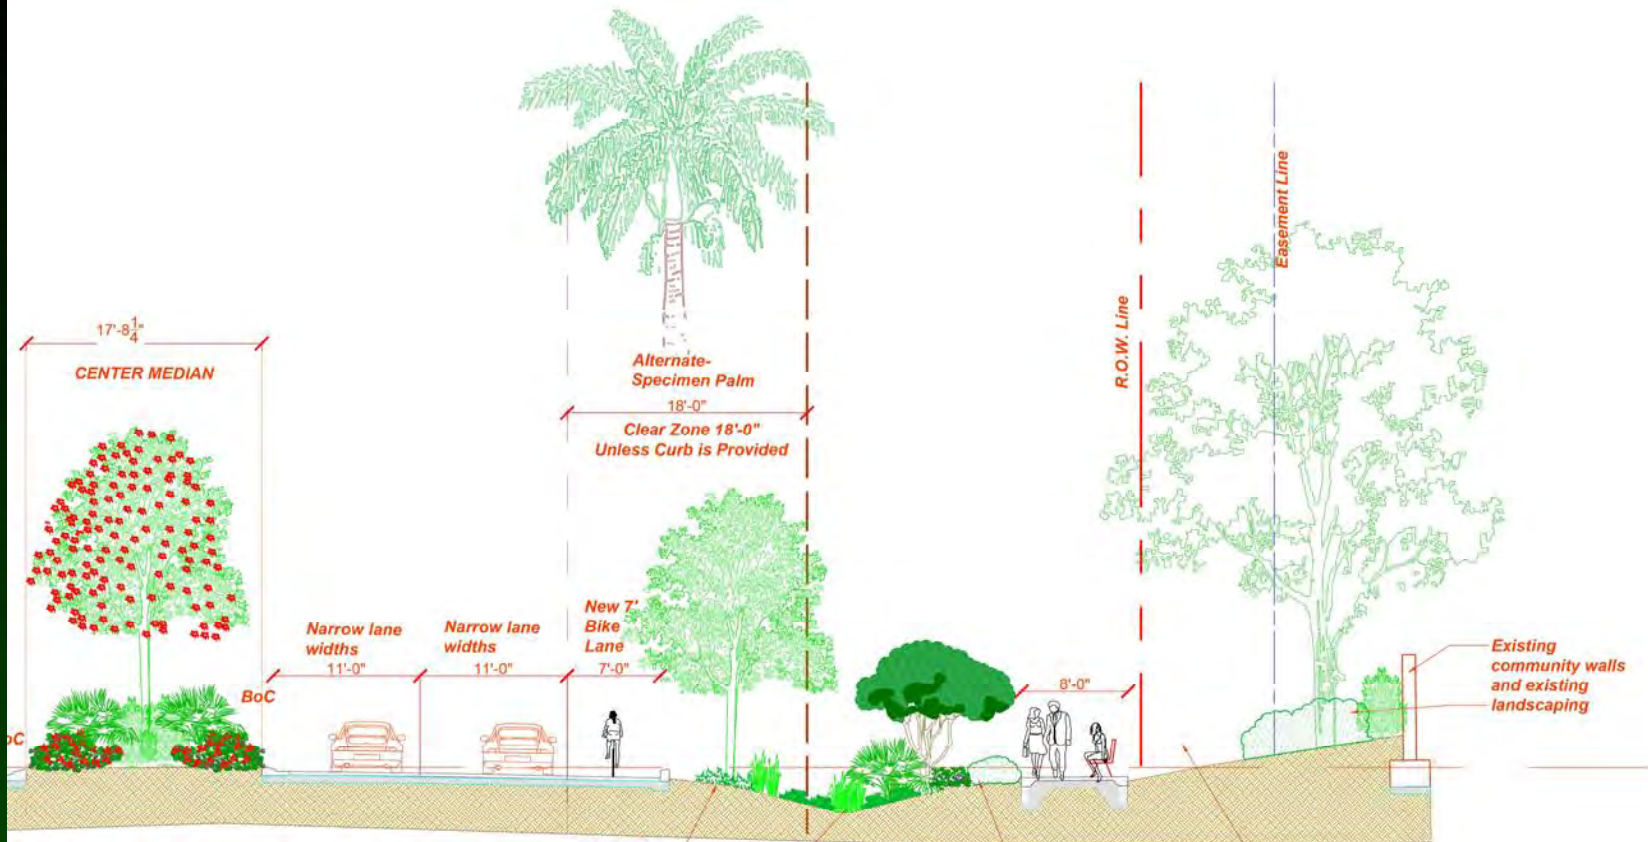 17'-8 1/4"
CENTER MEDIAN
Alternate-
Specimen Palm
18'-0"
Clear Zone 18'-0"
Unless Curb is Provided
R.O.W. Line
Easement Line
Narrow lane
widths
11'-0"
Narrow lane
widths
11'-0"
New 7'
Bike
Lane
7'-0"
8'-0"
BoC
Existing
community walls
and existing
landscaping